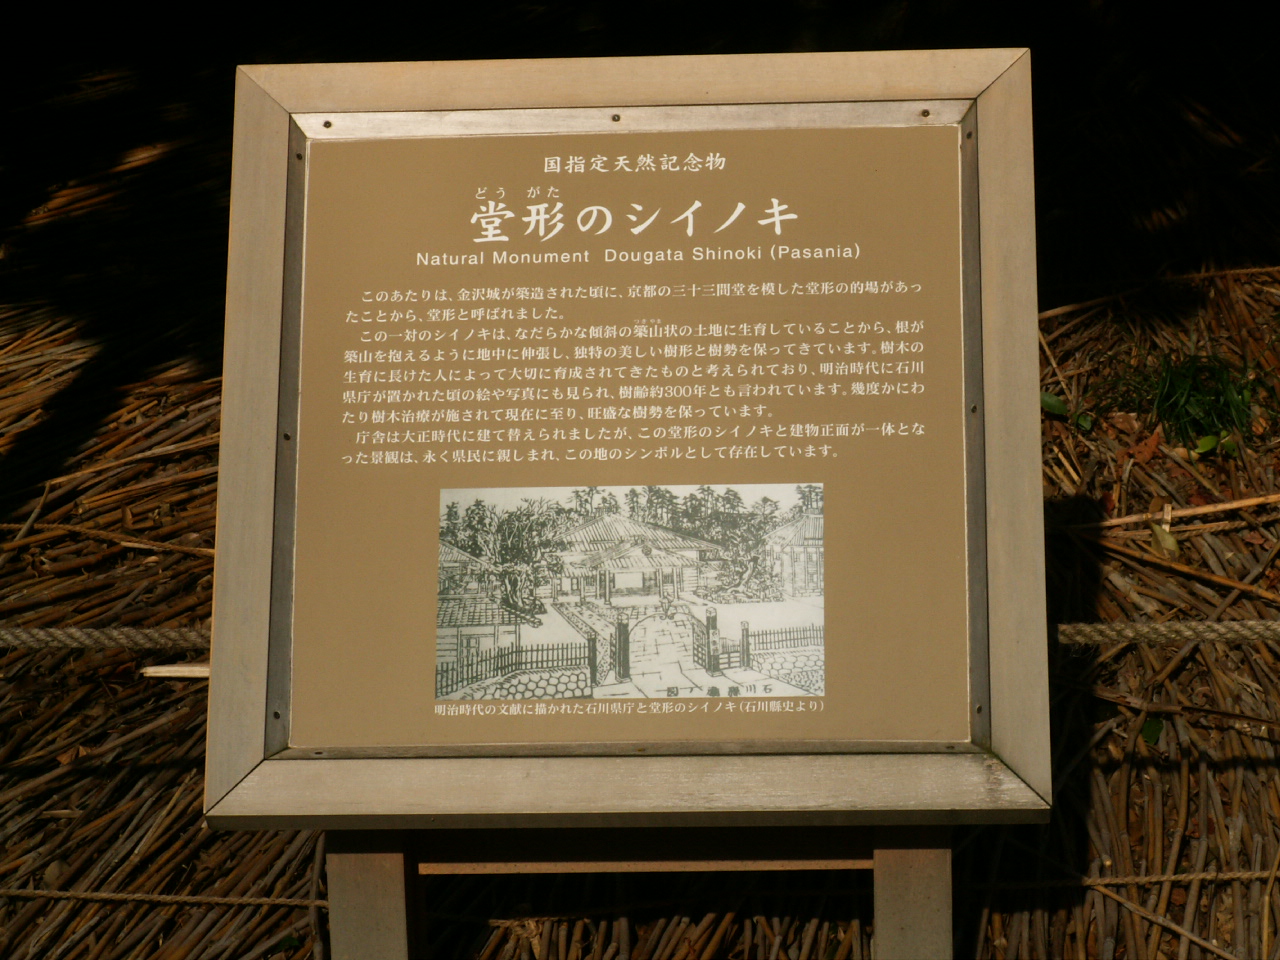 国指定天然記念物
どう がた
堂形のシイノキ
Natural Monument Dougata Shinoki (Pasania)
このあたりは、金沢城が築造された頃に、京都の三十三間堂を模した堂形の的場があっ
たことから、堂形と呼ばれました。
つき やま
この一対のシイノキは、なだらかな傾斜の築山状の土地に生育していることから、根が
築山を抱えるように地中に伸張し、独特の美しい樹形と樹勢を保ってきています。樹木の
生育に長けた人によって大切に育成されてきたものと考えられており、明治時代に石川
県庁が置かれた頃の絵や写真にも見られ、樹齢約300年とも言われています。幾度かにわ
たり樹木治療が施されて現在に至り、旺盛な樹勢を保っています。
庁舎は大正時代に建て替えられましたが、この堂形のシイノキと建物正面が一体とな
った景観は、永く県民に親しまれ、この地のシンボルとして存在しています。
明治時代の文献に描かれた石川県庁と堂形のシイノキ(石川縣史より)